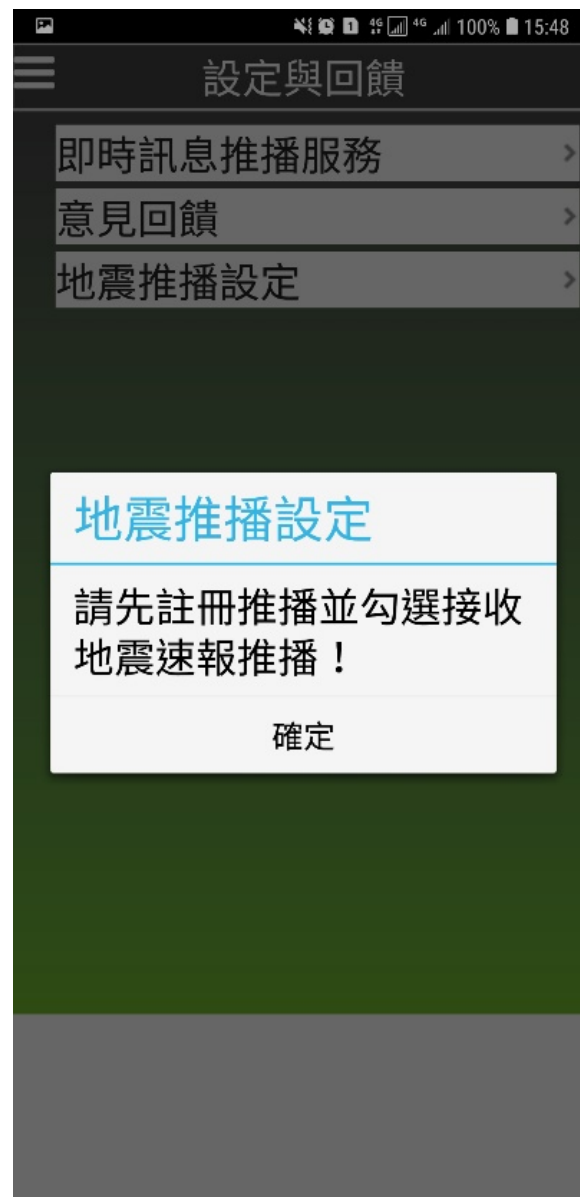 4G 4G 100% 15:48
設定與回饋
即時訊息推播服務
意見回饋
地震推播設定
地震推播設定
請先註冊推播並勾選接收
地震速報推播！
確定